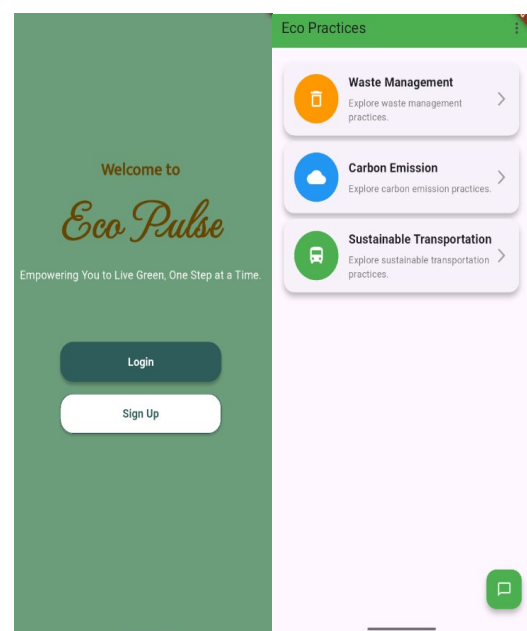 Welcome to
Eco Pulse
Empowering You to Live Green, One Step at a Time.
Login
Sign Up
Eco Practices
Waste Management
Explore waste management
practices.
Carbon Emission
Explore carbon emission practices.
Sustainable Transportation
Explore sustainable transportation
practices.